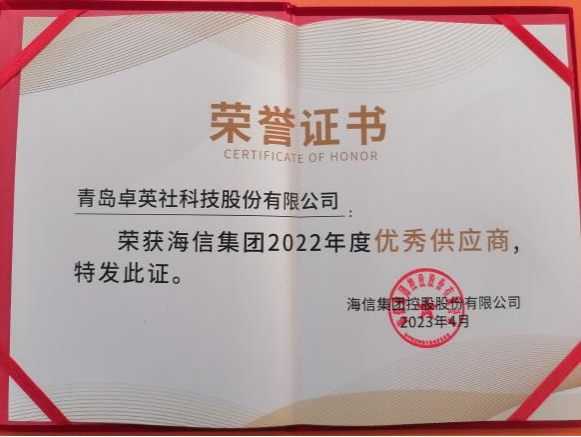 荣誉证书
CERTIFICATE OF HONOR
青岛卓英社科技股份有限公司：
荣获海信集团2022年度优秀供应商，
特发此证。
海信集团控股股份有限公司
2023年4月